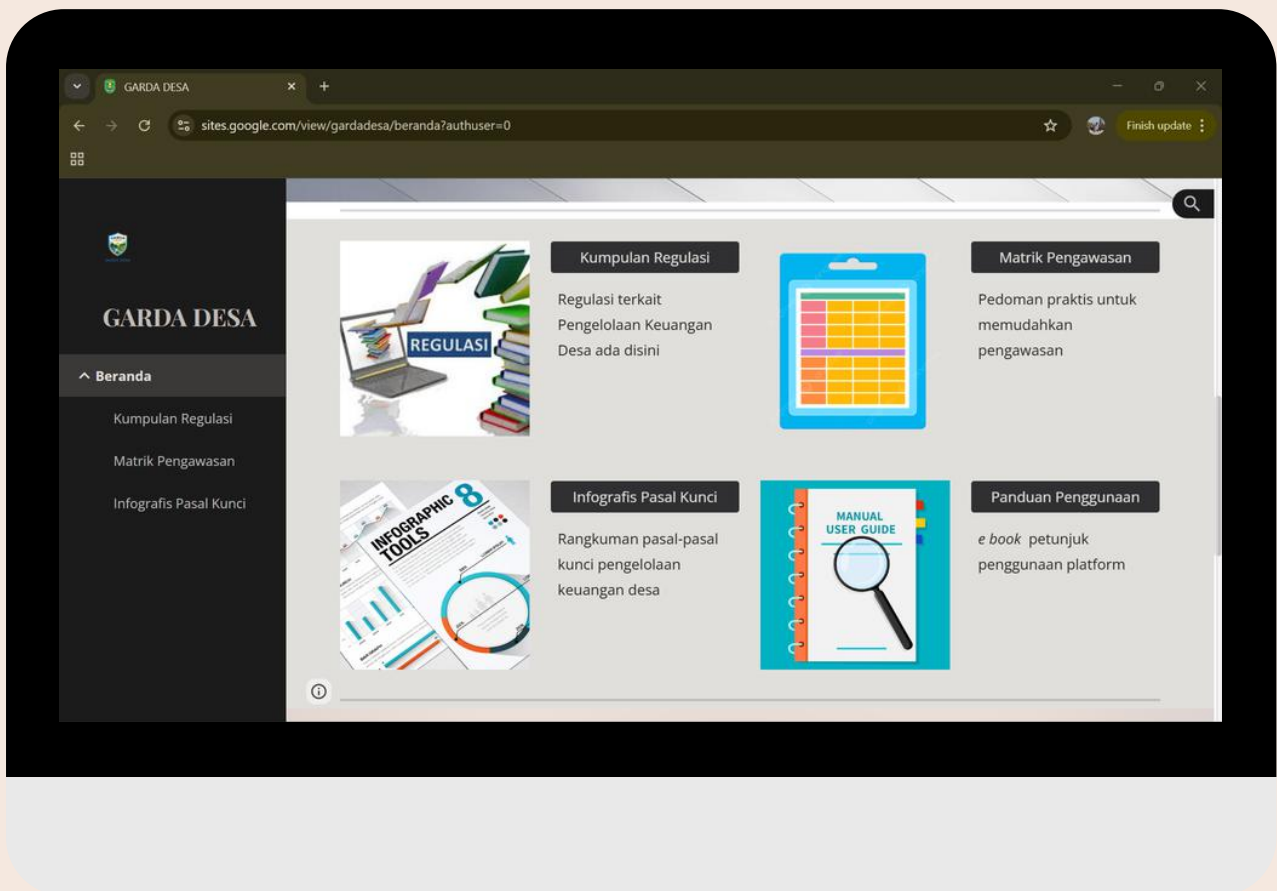 GARDA DESA
sites.google.com/view/gardadesa/beranda?authuser=0
Finish update
GARDA DESA
Beranda
Kumpulan Regulasi
Matrik Pengawasan
Infografis Pasal Kunci
REGULASI
Kumpulan Regulasi
Regulasi terkait
Pengelolaan Keuangan
Desa ada disini
Matrik Pengawasan
Pedoman praktis untuk
memudahkan
pengawasan
INFOGRAPHIC
TOOLS
8
Infografis Pasal Kunci
Rangkuman pasal-pasal
kunci pengelolaan
keuangan desa
MANUAL
USER GUIDE
Panduan Penggunaan
e book petunjuk
penggunaan platform